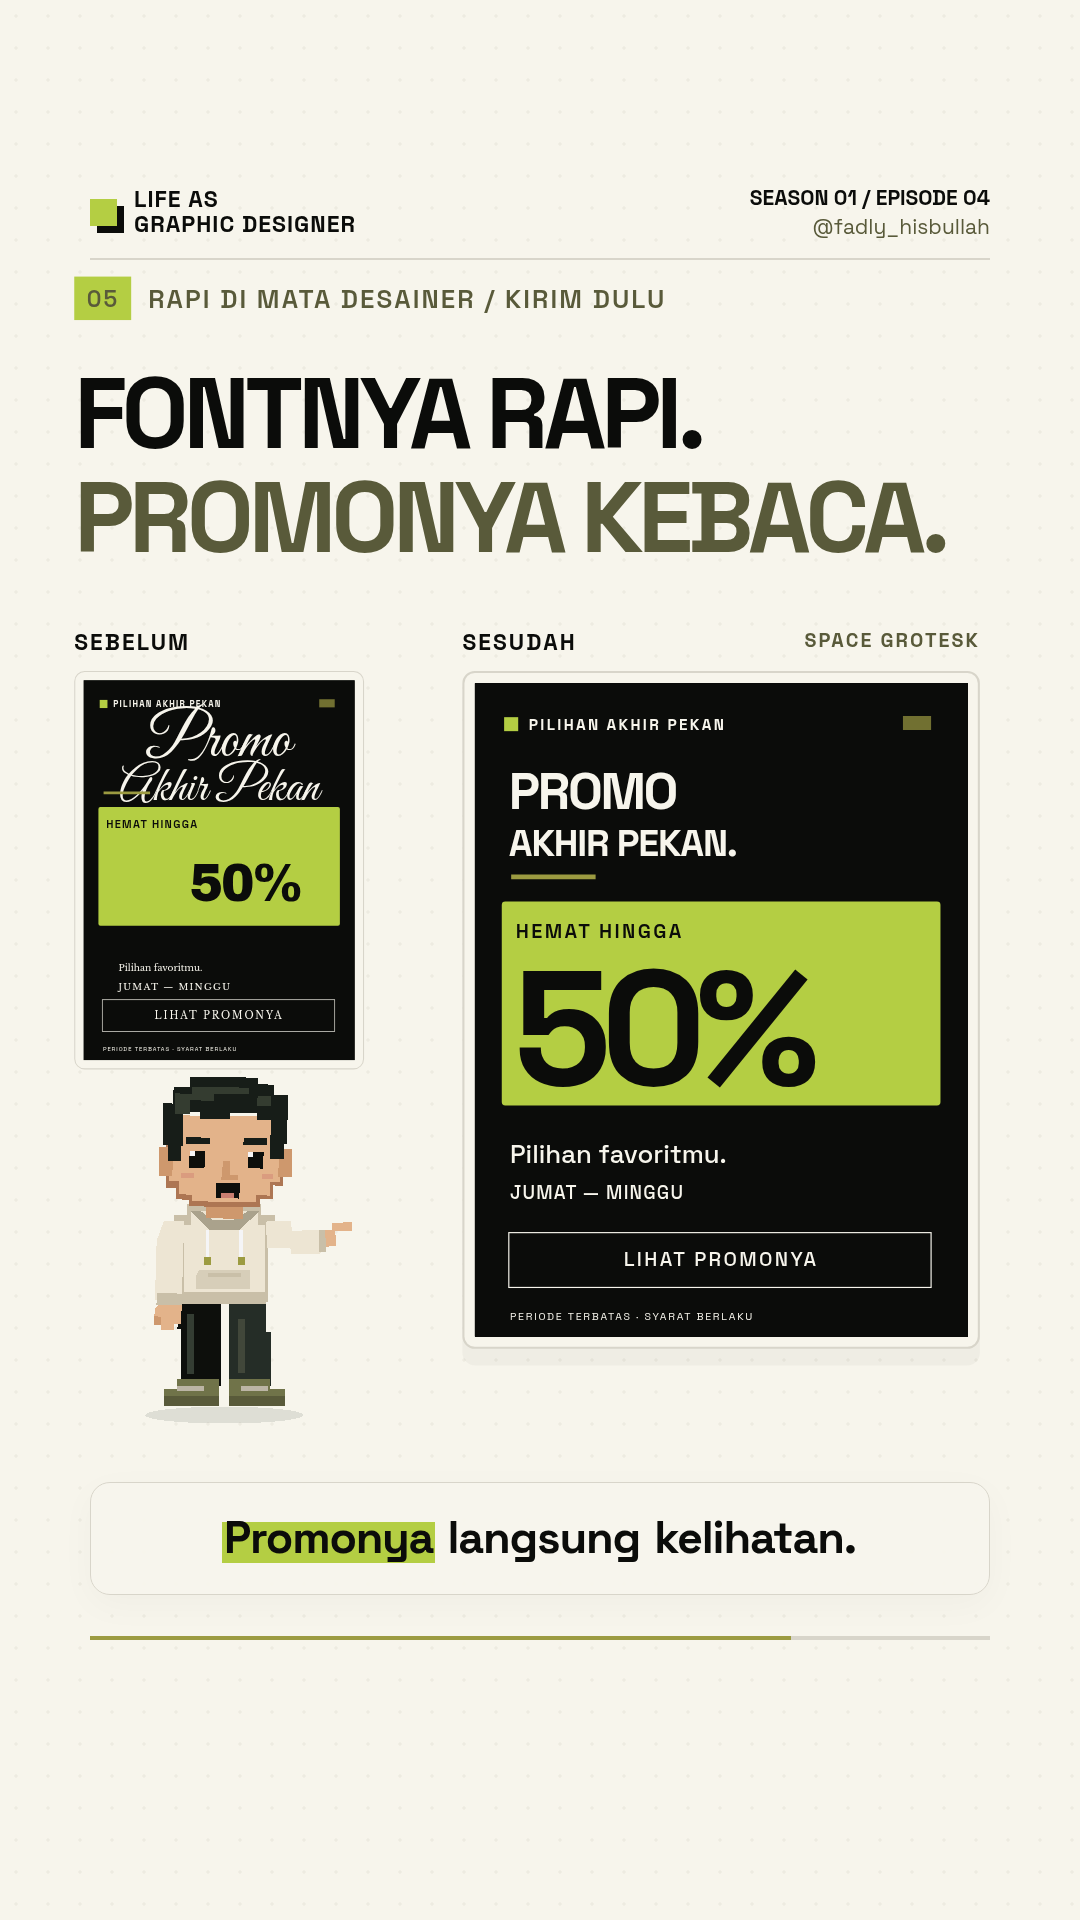 LIFE AS
GRAPHIC DESIGNER
SEASON 01 / EPISODE 04
@fadly_hisbullah
05 RAPI DI MATA DESAINER / KIRIM DULU
FONTNYA RAPI.
PROMONYA KEBACA.
SEBELUM
PILIHAN AKHIR PEKAN
Promo
Akhir Pekan
HEMAT HINGGA
50%
Pilihan favoritmu.
JUMAT — MINGGU
LIHAT PROMONYA
PERIODE TERBATAS · SYARAT BERLAKU
SESUDAH
SPACE GROTESK
PILIHAN AKHIR PEKAN
PROMO
AKHIR PEKAN.
HEMAT HINGGA
50%
Pilihan favoritmu.
JUMAT — MINGGU
LIHAT PROMONYA
PERIODE TERBATAS · SYARAT BERLAKU
Promonya langsung kelihatan.